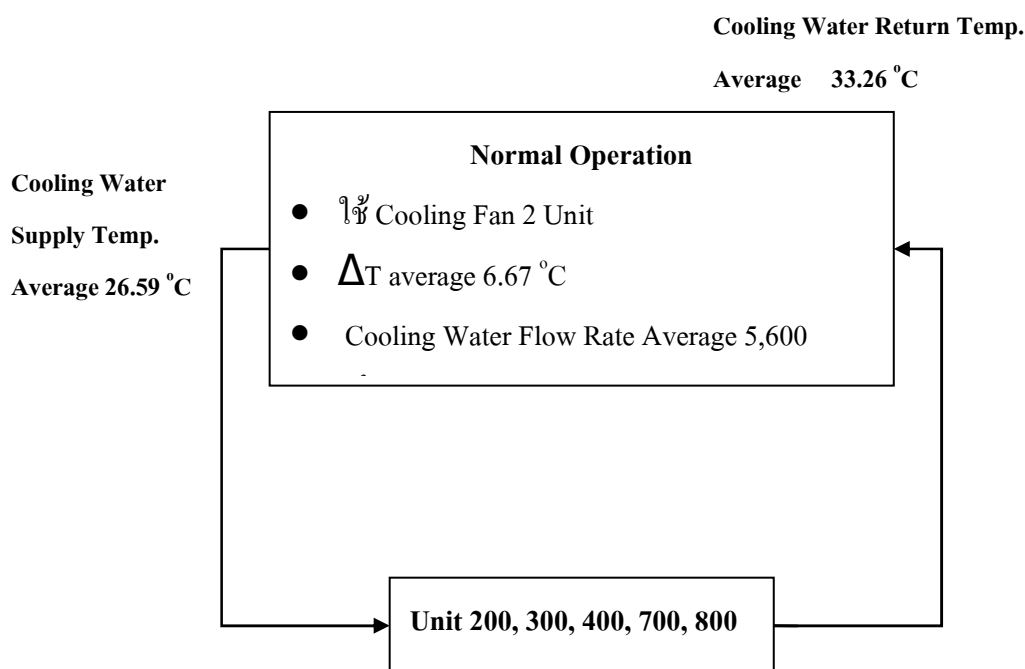 Cooling Water Return Temp.
Average 33.26 °C
Normal Operation
Cooling Water
Supply Temp.
Average 26.59 °C
● ใช้ Cooling Fan 2 Unit
● ΔT average 6.67 °C
● Cooling Water Flow Rate Average 5,600
Unit 200, 300, 400, 700, 800